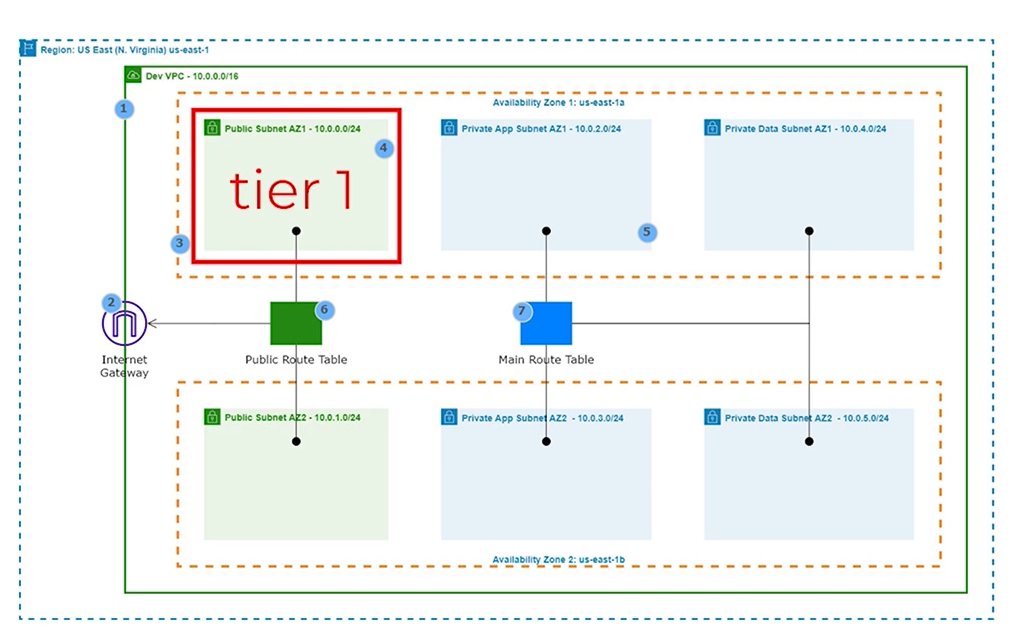 Region: US East (N. Virginia) us-east-1
Dev VPC - 10.0.0.0/16
1
Availability Zone 1: us-east-1a
Public Subnet AZ1 - 10.0.0.0/24
Private App Subnet AZ1 - 10.0.2.0/24
Private Data Subnet AZ1 - 10.0.4.0/24
4
tier 1
3
5
2
6
7
Internet
Gateway
Public Route Table
Main Route Table
Public Subnet AZ2 - 10.0.1.0/24
Private App Subnet AZ2 - 10.0.3.0/24
Private Data Subnet AZ2 - 10.0.5.0/24
Availability Zone 2: us-east-1b